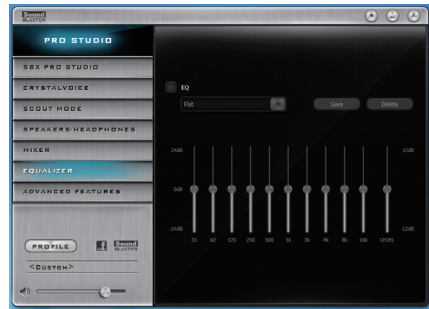 Sound
BLASTER
PRO STUDIO
SBX PRO STUDIO
CRYSTALVOICE
SCOUT MODE
SPEAKERS/HEADPHONES
MIXER
EQUALIZER
ADVANCED FEATURES
PROFILE
f
Sound
BLASTER
<CUSTOM>
EQ
Flat
Save
Delete
24dB
12dB
0dB
0dB
-24dB
-12dB
31 62 125 250 500 1k 2k 4k 8k 16k LEVEL